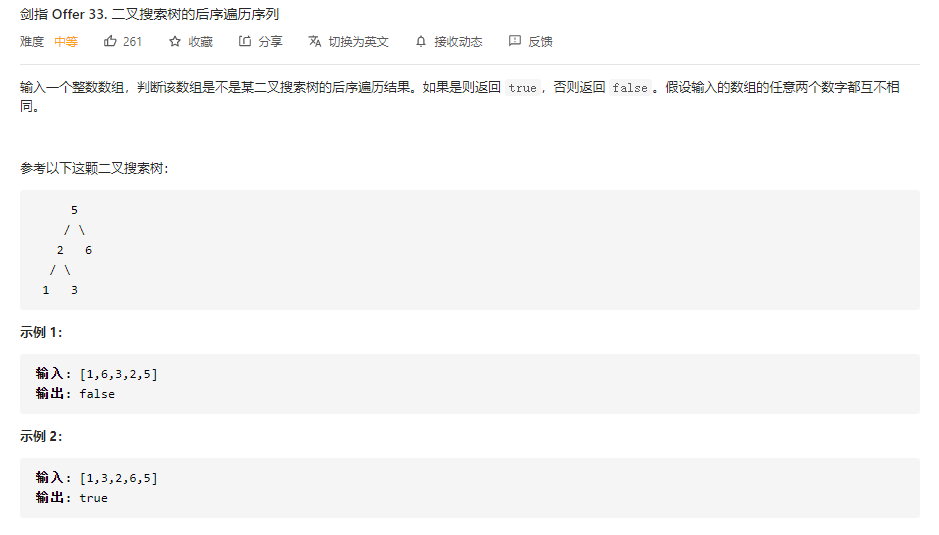 剑指 Offer 33. 二叉搜索树的后序遍历序列
难度 中等 261 收藏 分享 切换为英文 接收动态 反馈
输入一个整数数组，判断该数组是不是某二叉搜索树的后序遍历结果。如果是则返回 true，否则返回 false。假设输入的数组的任意两个数字都互不相
同。
参考以下这颗二叉搜索树：
5
/ \
2 6
/ \
1 3
示例 1：
输入: [1,6,3,2,5]
输出: false
示例 2：
输入: [1,3,2,6,5]
输出: true